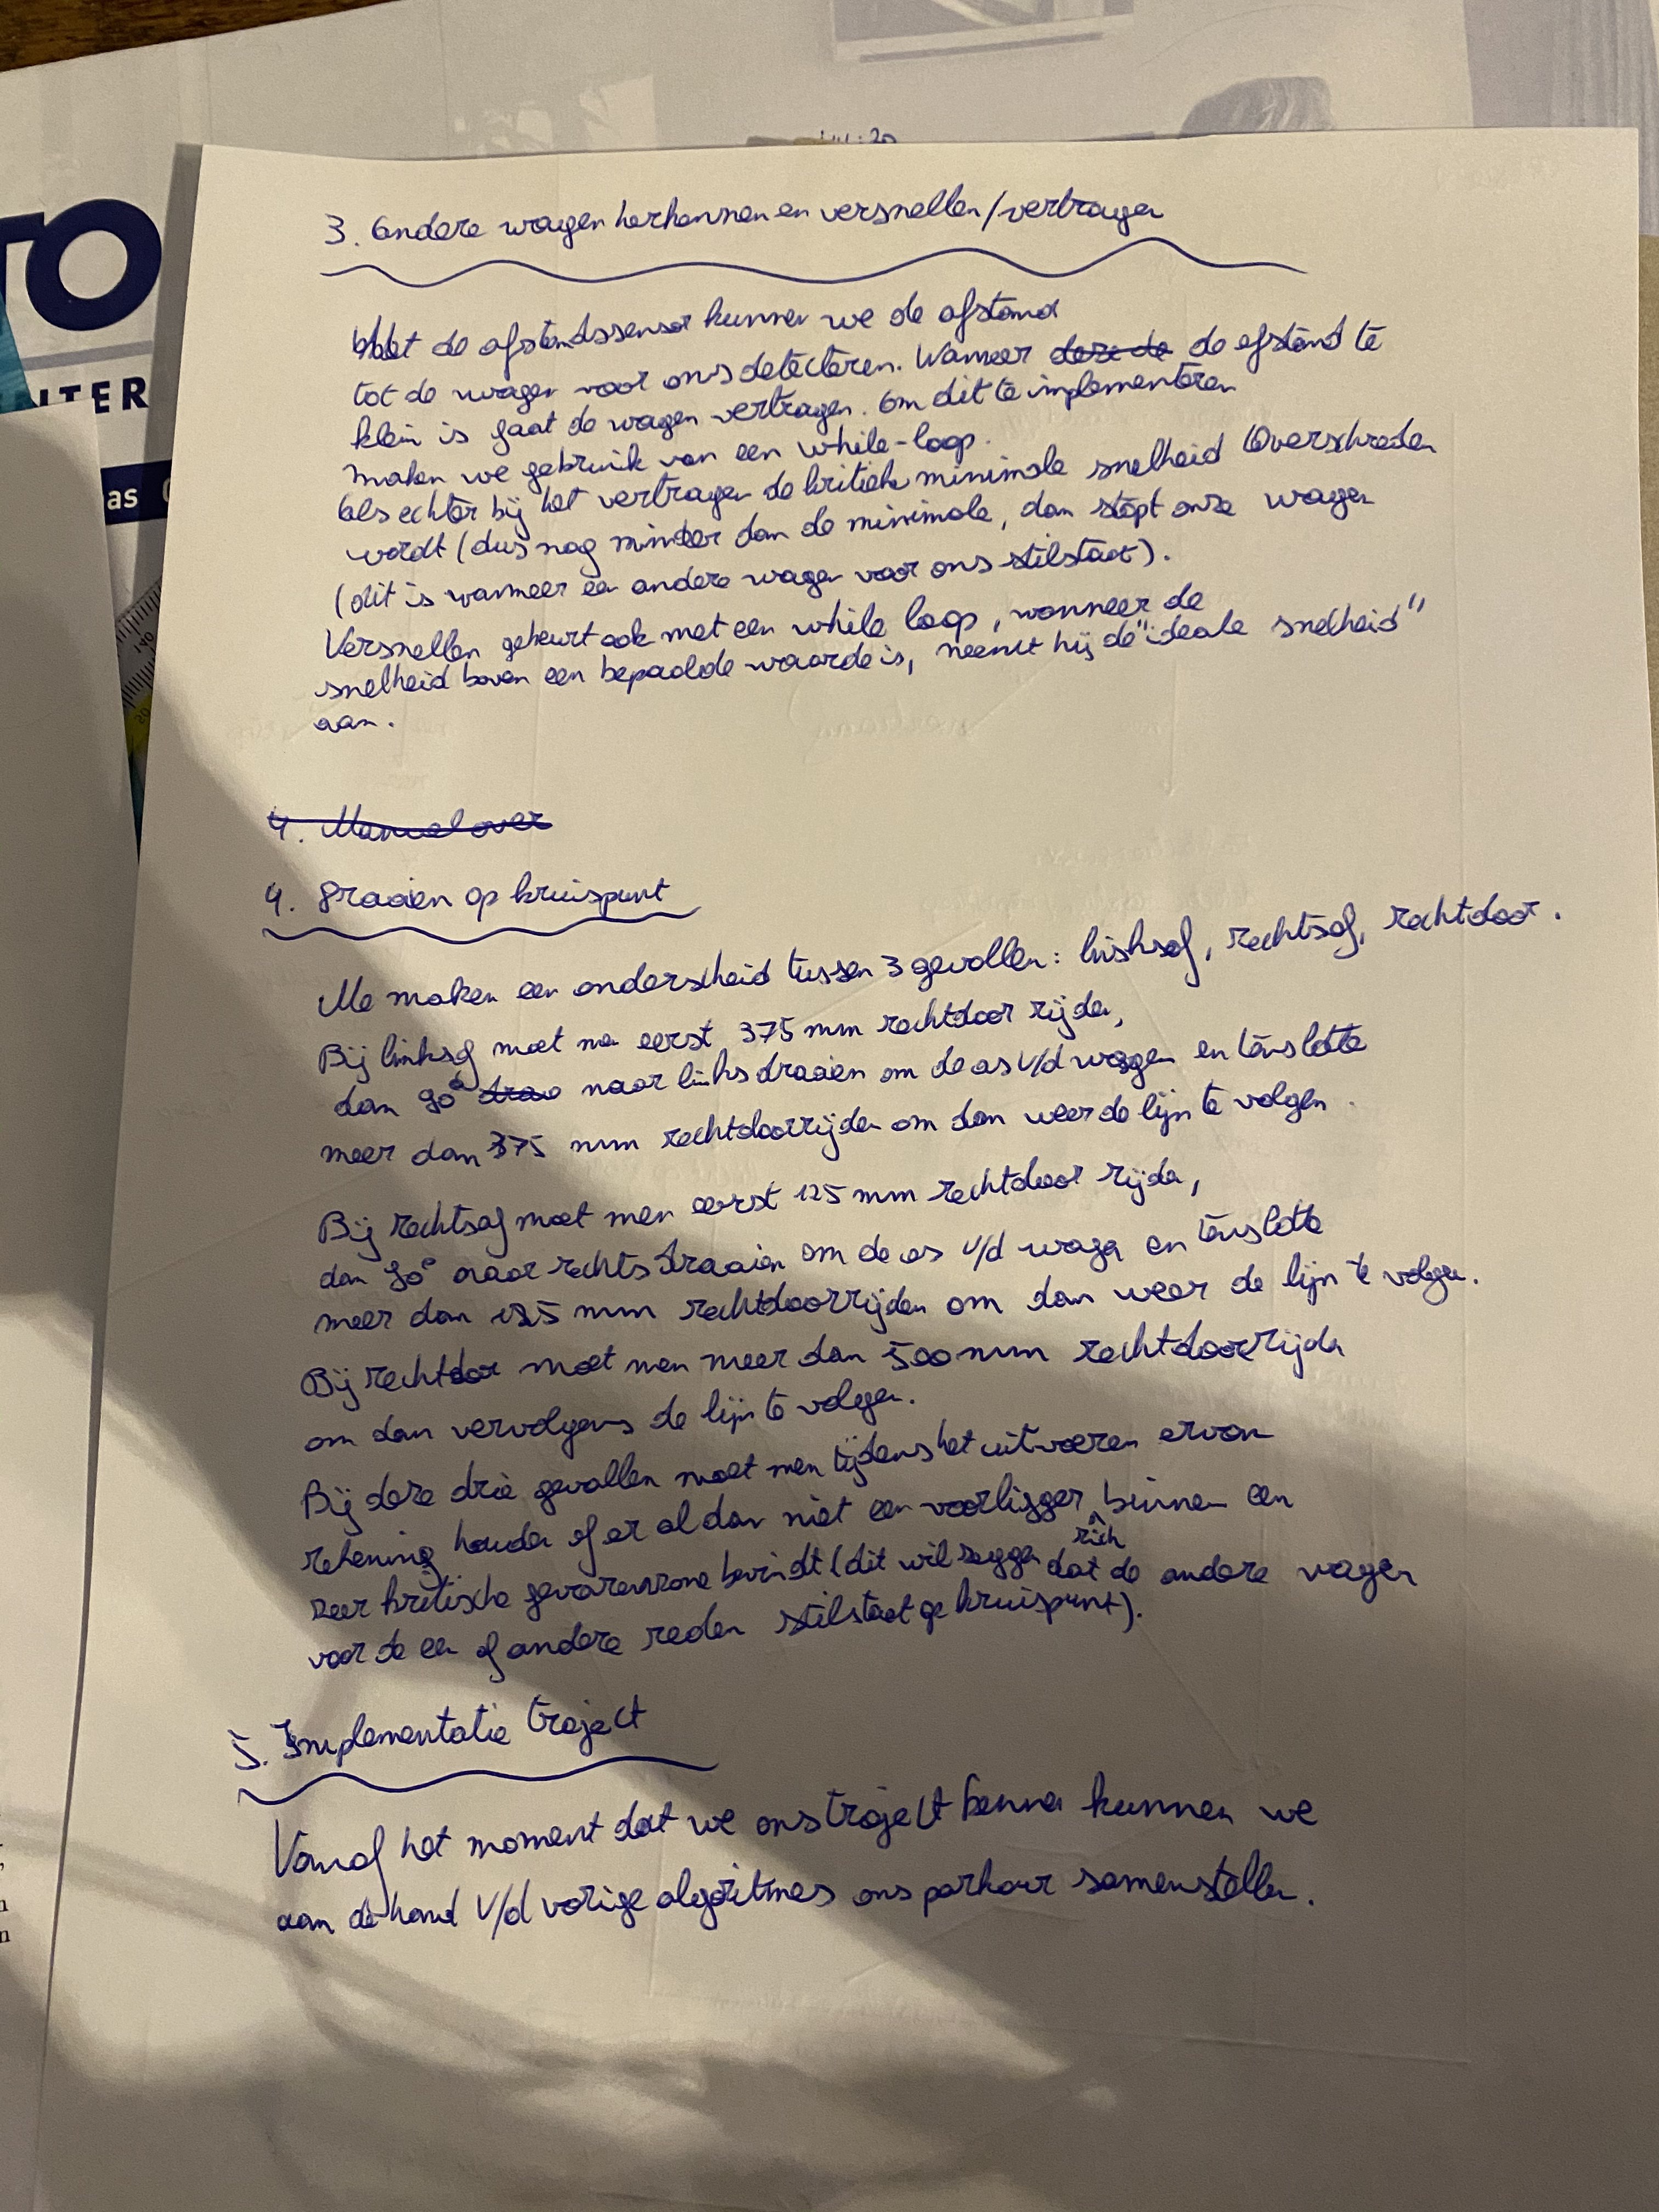 TO
ITER
as
3. Andere wagen herkennen en versnellen/vertragen
Met de afstandssensor kunnen we de afstand
tot de wagen voor ons detecteren. Wanneer deze de de afstand te
klein is gaat de wagen vertragen. Om dit te implementeren
maken we gebruik van een while-loop.
Als echter bij het vertragen de kritiek minimale snelheid overschreden
wordt (dus nog minder dan de minimale, dan stopt onze wagen
(dit is wanneer een andere wagen voor ons stilstaat).
Versnellen gebeurt ook met een while loop, wanneer de
snelheid boven een bepaalde waarde is, neemt hij de "ideale snelheid"
aan.
4. Manual over
4. Draaien op kruispunt
We maken een onderscheid tussen 3 gevallen: linksaf, rechtsaf, rechtdoor.
Bij linksaf moet men eerst 375 mm rechtdoor rijden,
dan 90° draa naar links draaien om de as v/d wagen en tenslotte
meer dan 375 mm rechtdoorrijden om dan weer de lijn te volgen.
Bij rechtsaf moet men eerst 125 mm rechtdoor rijden,
dan 90° naar rechts draaien om de as v/d wagen en tenslotte
meer dan 125 mm rechtdoorrijden om dan weer de lijn te volgen.
Bij rechtdoor moet men meer dan 500 mm rechtdoorrijden
om dan vervolgens de lijn te volgen.
Bij deze drie gevallen moet men tijdens het uitvoeren ervan
rekening houden of er al dan niet een voorligger zich binnen een
zeer kritische gevarenzone bevindt (dit wil zeggen dat de andere wagen
voor de een of andere reden stilstaat op kruispunt).
5. Implementatie traject
Vanaf het moment dat we ons traject kennen kunnen we
aan de hand v/d vorige algoritmes ons parkour samenstellen.